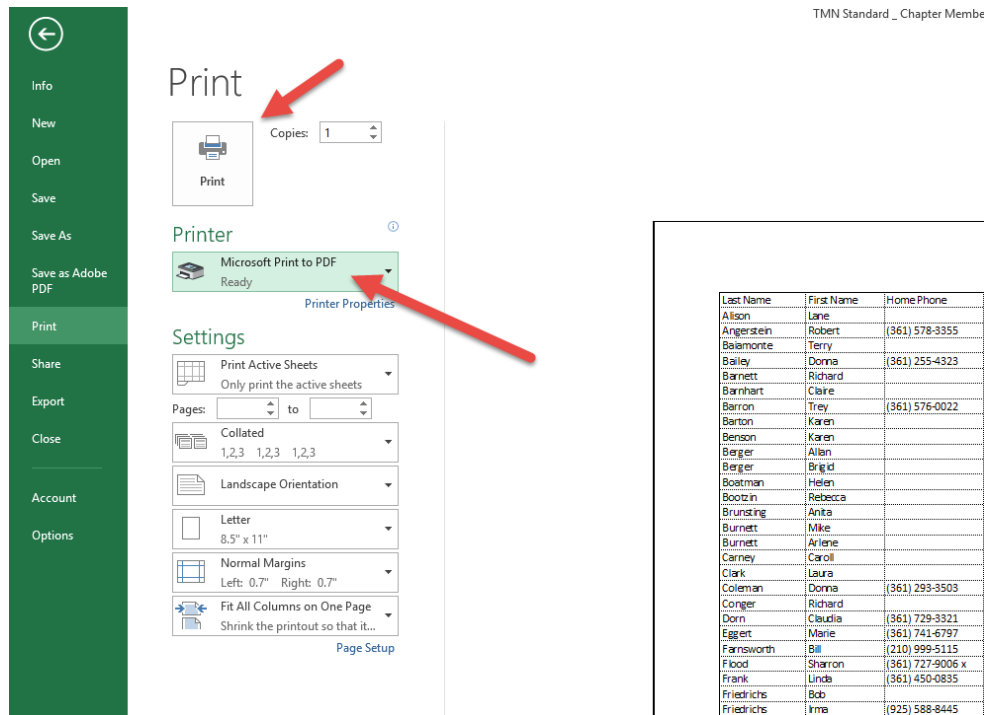 TMN Standard _ Chapter Membe
Info
New
Open
Save
Save As
Save as Adobe
PDF
Print
Share
Export
Close
Account
Options
Print
Copies: 1
Print
Printer
Microsoft Print to PDF
Ready
Printer Properties
Settings
Print Active Sheets
Only print the active sheets
Pages: to
Collated
1,2,3 1,2,3 1,2,3
Landscape Orientation
Letter
8.5" x 11"
Normal Margins
Left: 0.7" Right: 0.7"
Fit All Columns on One Page
Shrink the printout so that it...
Page Setup
Last Name First Name Home Phone
Alison Lane
Angerstein Robert (361) 578-3355
Baiamonte Terry
Bailey Donna (361) 255-4323
Barnett Richard
Barnhart Claire
Barron Trey (361) 576-0022
Barton Karen
Benson Karen
Berger Allan
Berger Brigid
Boatman Helen
Bootzin Rebecca
Brunsting Anita
Burnett Mike
Burnett Arlene
Carney Caroll
Clark Laura
Coleman Donna (361) 293-3503
Conger Richard
Dorn Claudia (361) 729-3321
Eggert Marie (361) 741-6797
Farnsworth Bill (210) 999-5115
Flood Sharron (361) 727-9006 x
Frank Linda (361) 450-0835
Friedrichs Bob
Friedrichs Irma (925) 588-8445